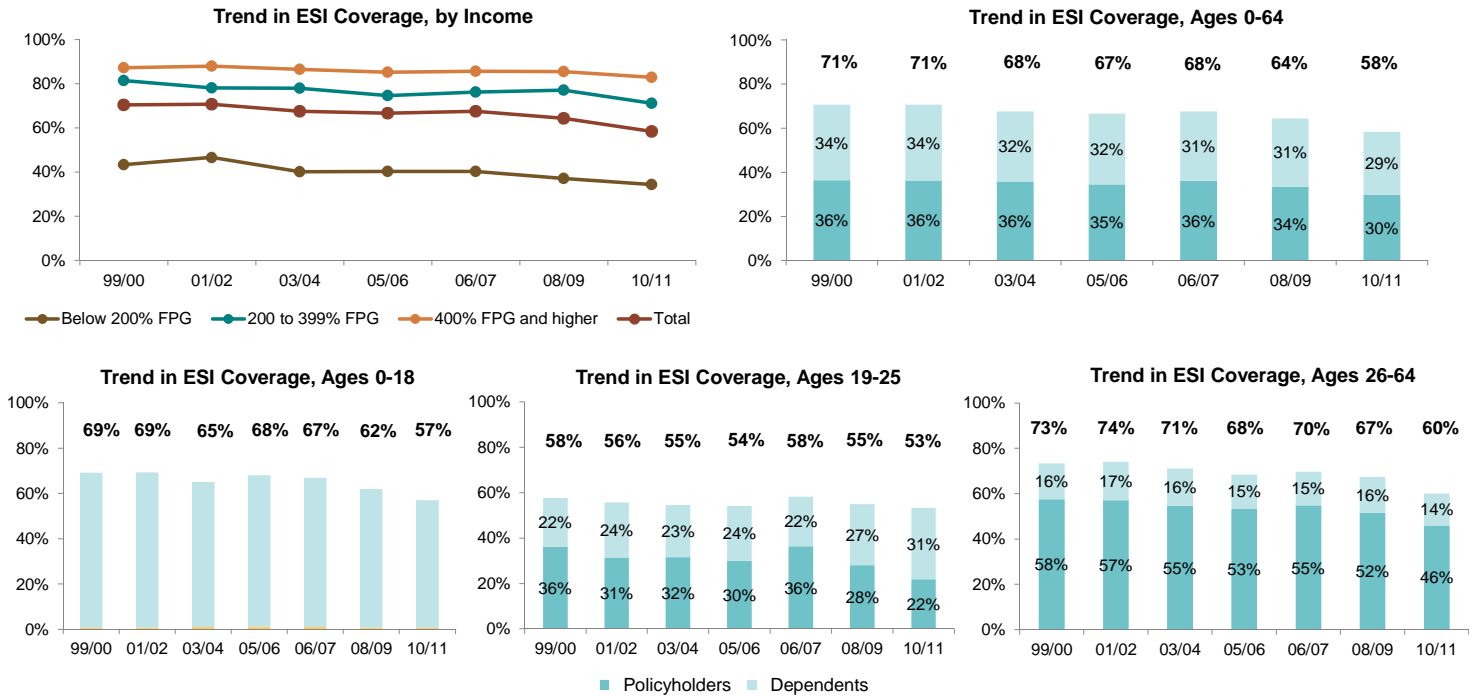 Trend in ESI Coverage, by Income
100%
80%
60%
40%
20%
0%
99/00 01/02 03/04 05/06 06/07 08/09 10/11
Below 200% FPG 200 to 399% FPG 400% FPG and higher Total
Trend in ESI Coverage, Ages 0-64
100%
80%
60%
40%
20%
0%
71% 71% 68% 67% 68% 64% 58%
34% 34% 32% 32% 31% 31% 29%
36% 36% 36% 35% 36% 34% 30%
99/00 01/02 03/04 05/06 06/07 08/09 10/11
Trend in ESI Coverage, Ages 0-18
100%
80%
60%
40%
20%
0%
69% 69% 65% 68% 67% 62% 57%
99/00 01/02 03/04 05/06 06/07 08/09 10/11
Trend in ESI Coverage, Ages 19-25
100%
80%
60%
40%
20%
0%
58% 56% 55% 54% 58% 55% 53%
22% 24% 23% 24% 22% 27% 31%
36% 31% 32% 30% 36% 28% 22%
99/00 01/02 03/04 05/06 06/07 08/09 10/11
Trend in ESI Coverage, Ages 26-64
100%
80%
60%
40%
20%
0%
73% 74% 71% 68% 70% 67% 60%
16% 17% 16% 15% 15% 16% 14%
58% 57% 55% 53% 55% 52% 46%
99/00 01/02 03/04 05/06 06/07 08/09 10/11
Policyholders Dependents